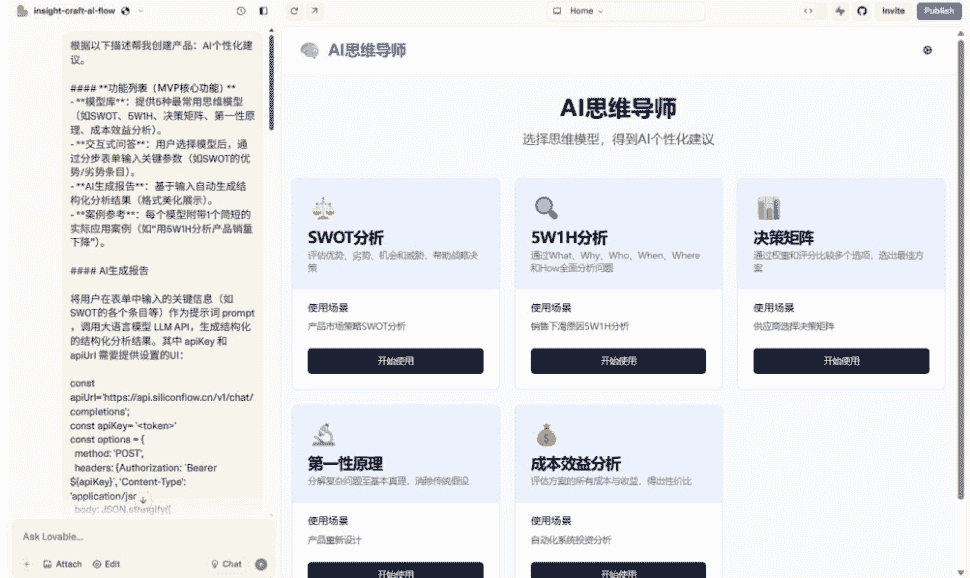 insight-craft-ai-flow
Home
Invite
Publish
根据以下描述帮我创建产品：AI个性化建
议。
#### **功能列表（MVP核心功能）**
- **模型库**：提供5种最常用思维模型
（如SWOT、5W1H、决策矩阵、第一性原
理、成本效益分析）。
- **交互式问答**：用户选择模型后，通
过分步表单输入关键参数（如SWOT的优
势/劣势条目）。
- **AI生成报告**：基于输入自动生成结
构化分析结果（格式美化展示）。
- **案例参考**：每个模型附带1个简短的
实际应用案例（如“用5W1H分析产品销量
下降”）。
#### AI生成报告
将用户在表单中输入的关键信息（如
SWOT的各个条目等）作为提示词 prompt
，调用大语言模型 LLM API，生成结构化
的结构化分析结果。其中 apiKey 和
apiUrl 需要提供设置的UI：
const
apiUrl='https://api.siliconflow.cn/v1/chat/
completions';
const apiKey= '<token>'
const options = {
method: 'POST',
headers: {Authorization: `Bearer
${apiKey}`, 'Content-Type':
'application/jsr
body: JSON.stringify({
Ask Lovable...
+ Attach Edit Chat
AI思维导师
AI思维导师
选择思维模型，得到AI个性化建议
SWOT分析
评估优势、劣势、机会和威胁，帮助战略决
策
使用场景
产品市场策略SWOT分析
开始使用
5W1H分析
通过What、Why、Who、When、Where
和How全面分析问题
使用场景
销售下滑原因5W1H分析
开始使用
决策矩阵
通过权重和评分比较多个选项，选出最佳方
案
使用场景
供应商选择决策矩阵
开始使用
第一性原理
分解复杂问题至基本真理，消除传统假设
使用场景
产品重新设计
开始使用
成本效益分析
评估方案的所有成本与收益，得出性价比
使用场景
自动化系统投资分析
开始使用